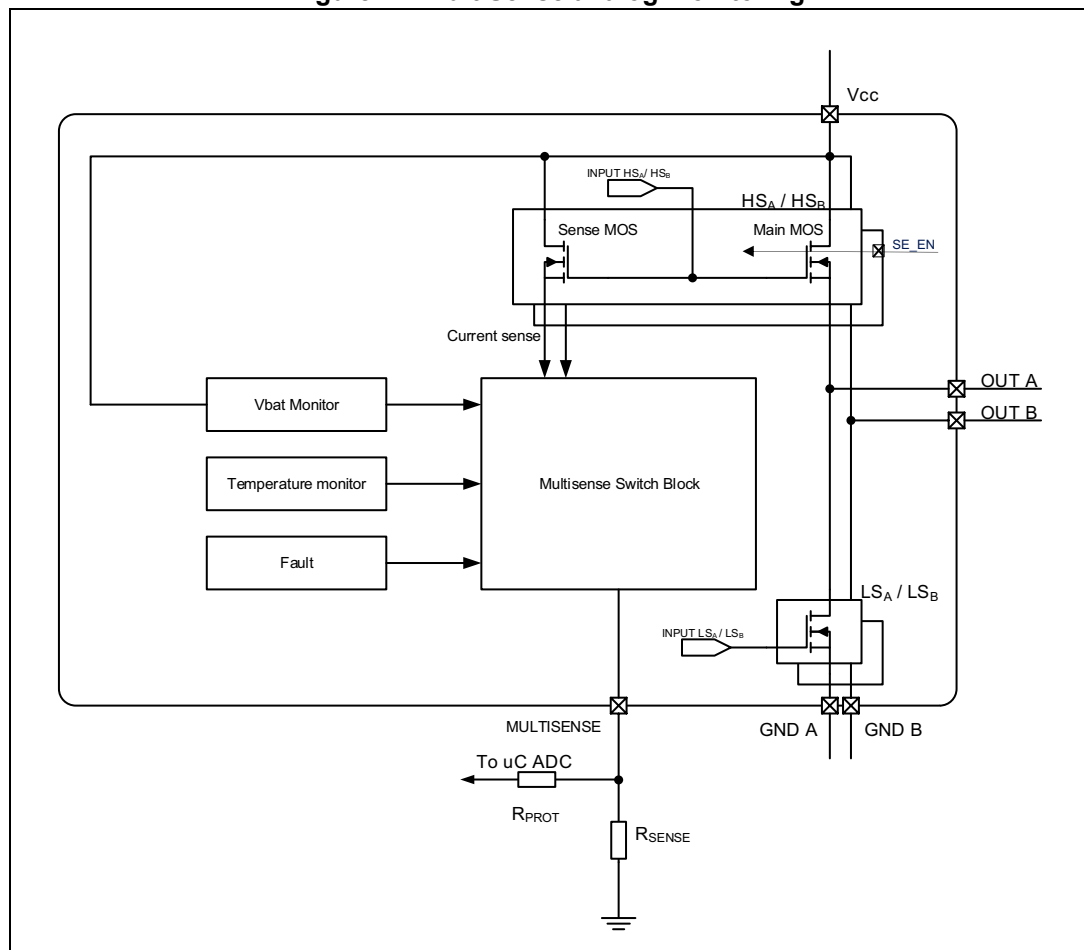 Vcc
INPUT HSA/ HSB
HSA / HSB
Sense MOS
Main MOS
SE_EN
Current sense
Vbat Monitor
OUT A
OUT B
Temperature monitor
Multisense Switch Block
Fault
LSA / LSB
INPUT LSA / LSB
MULTISENSE
GND A
GND B
To uC ADC
RPROT
RSENSE